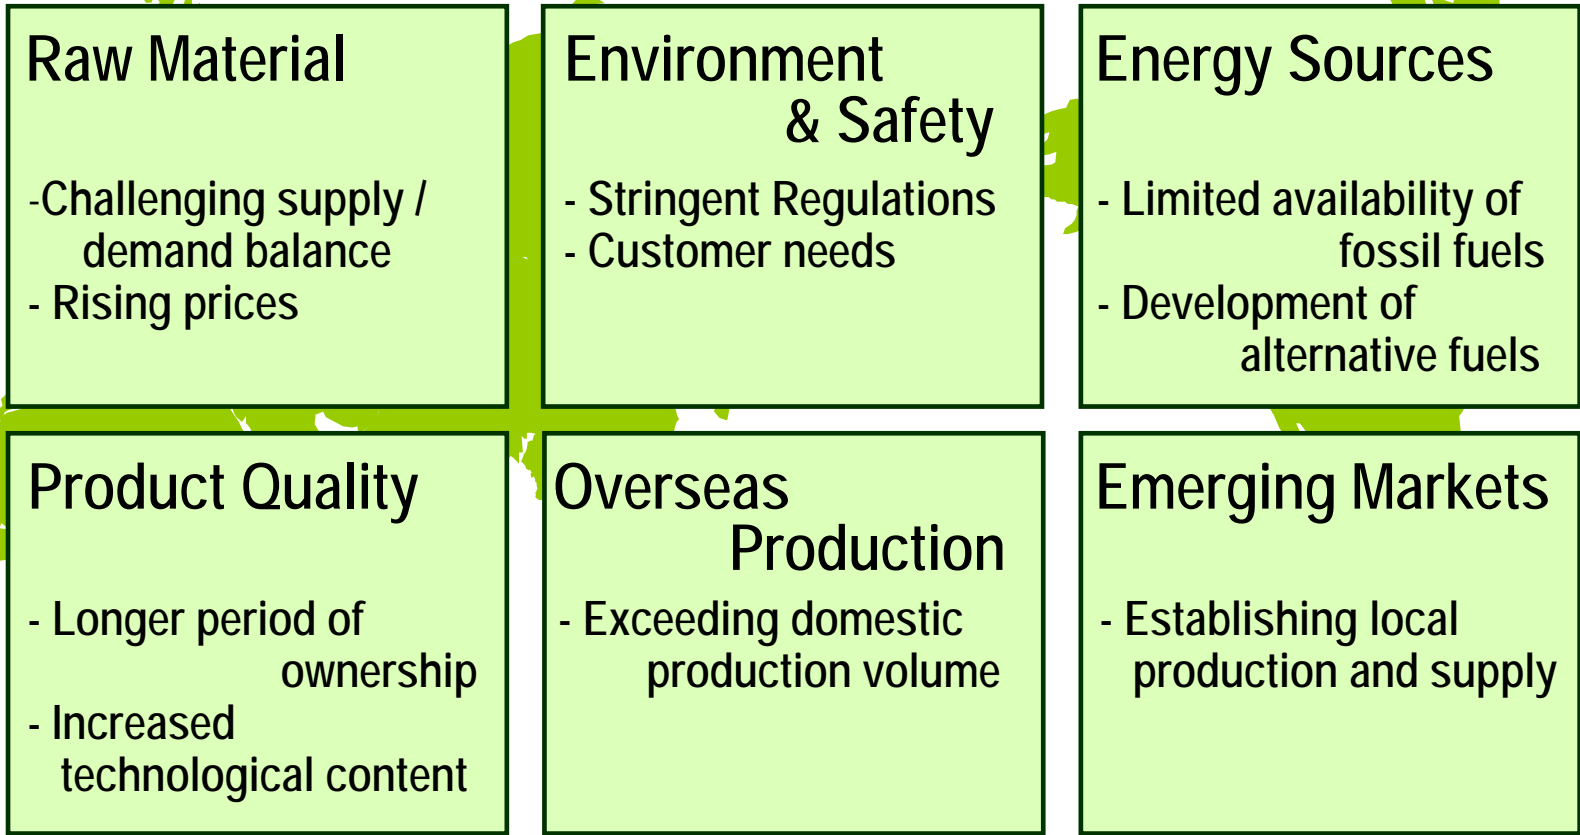 Raw Material
-Challenging supply /
demand balance
- Rising prices
Environment
& Safety
- Stringent Regulations
- Customer needs
Energy Sources
- Limited availability of
fossil fuels
- Development of
alternative fuels
Product Quality
- Longer period of
ownership
- Increased
technological content
Overseas
Production
- Exceeding domestic
production volume
Emerging Markets
- Establishing local
production and supply